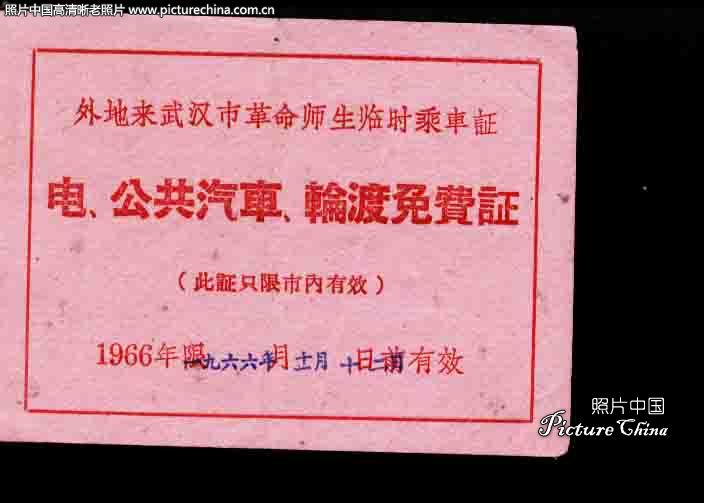 照片中国高清晰老照片 www.picturechina.com.cn
外地来武汉市革命师生临时乘車証
电、公共汽車、輪渡免費証
（此証只限市內有效）
1966年限 月 日前有效
一九六六年 十二月
照片中国
Picture China